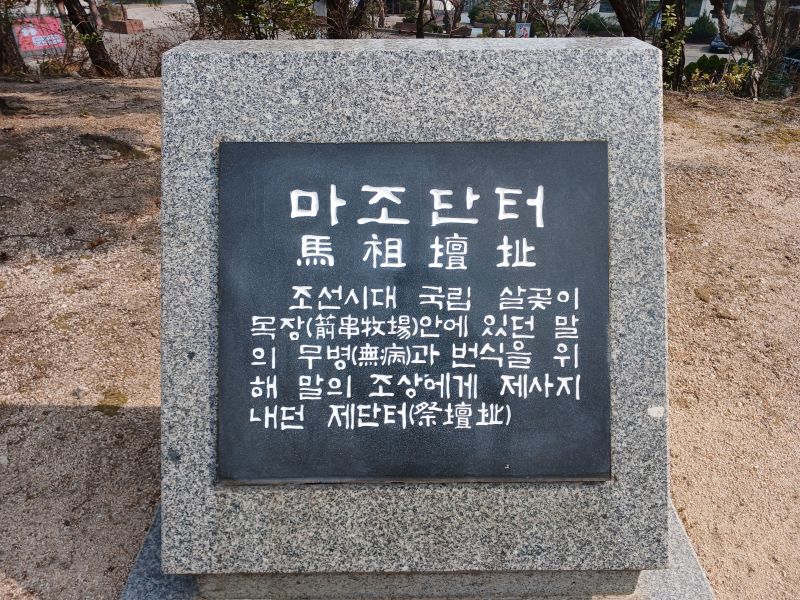 마조단터
馬祖壇址
조선시대 국립 살곶이
목장(箭串牧場)안에 있던 말
의 무병(無病)과 번식을 위
해 말의 조상에게 제사지
내던 제단터(祭壇址)